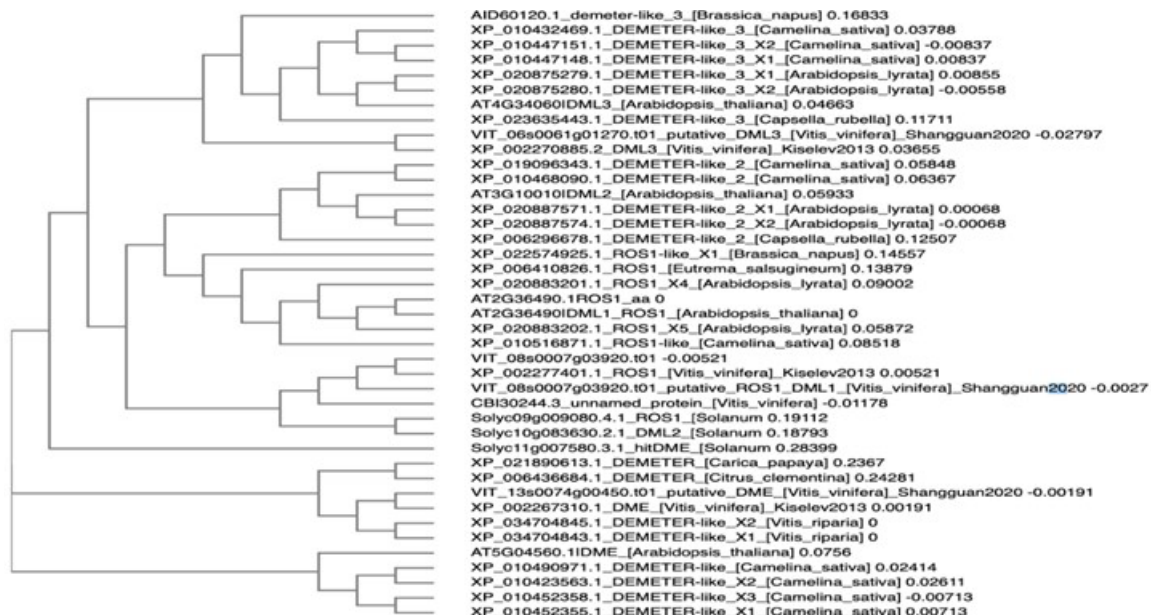 AID60120.1_demeter-like_3_[Brassica_napus] 0.16833
XP_010432469.1_DEMETER-like_3_[Camelina_sativa] 0.03788
XP_010447151.1_DEMETER-like_3_X2_[Camelina_sativa] -0.00837
XP_010447148.1_DEMETER-like_3_X1_[Camelina_sativa] 0.00837
XP_020875279.1_DEMETER-like_3_X1_[Arabidopsis_lyrata] 0.00855
XP_020875280.1_DEMETER-like_3_X2_[Arabidopsis_lyrata] -0.00558
AT4G34060IDML3_[Arabidopsis_thaliana] 0.04663
XP_023635443.1_DEMETER-like_3_[Capsella_rubella] 0.11711
VIT_06s0061g01270.t01_putative_DML3_[Vitis_vinifera]_Shangguan2020 -0.02797
XP_002270885.2_DML3_[Vitis_vinifera]_Kiselev2013 0.03655
XP_019096343.1_DEMETER-like_2_[Camelina_sativa] 0.05848
XP_010468090.1_DEMETER-like_2_[Camelina_sativa] 0.06367
AT3G10010IDML2_[Arabidopsis_thaliana] 0.05933
XP_020887571.1_DEMETER-like_2_X1_[Arabidopsis_lyrata] 0.00068
XP_020887574.1_DEMETER-like_2_X2_[Arabidopsis_lyrata] -0.00068
XP_006296678.1_DEMETER-like_2_[Capsella_rubella] 0.12507
XP_022574925.1_ROS1-like_X1_[Brassica_napus] 0.14557
XP_006410826.1_ROS1_[Eutrema_salsugineum] 0.13879
XP_020883201.1_ROS1_X4_[Arabidopsis_lyrata] 0.09002
AT2G36490.1ROS1_aa 0
AT2G36490IDML1_ROS1_[Arabidopsis_thaliana] 0
XP_020883202.1_ROS1_X5_[Arabidopsis_lyrata] 0.05872
XP_010516871.1_ROS1-like_[Camelina_sativa] 0.08518
VIT_08s0007g03920.t01 -0.00521
XP_002277401.1_ROS1_[Vitis_vinifera]_Kiselev2013 0.00521
VIT_08s0007g03920.t01_putative_ROS1_DML1_[Vitis_vinifera]_Shangguan2020 -0.0027
CBI30244.3_unnamed_protein_[Vitis_vinifera] -0.01178
Solyc09g009080.4.1_ROS1_[Solanum 0.19112
Solyc10g083630.2.1_DML2_[Solanum 0.18793
Solyc11g007580.3.1_hitDME_[Solanum 0.28399
XP_021890613.1_DEMETER_[Carica_papaya] 0.2367
XP_006436684.1_DEMETER_[Citrus_clementina] 0.24281
VIT_13s0074g00450.t01_putative_DME_[Vitis_vinifera]_Shangguan2020 -0.00191
XP_002267310.1_DME_[Vitis_vinifera]_Kiselev2013 0.00191
XP_034704845.1_DEMETER-like_X2_[Vitis_riparia] 0
XP_034704843.1_DEMETER-like_X1_[Vitis_riparia] 0
AT5G04560.1IDME_[Arabidopsis_thaliana] 0.0756
XP_010490971.1_DEMETER-like_[Camelina_sativa] 0.02414
XP_010423563.1_DEMETER-like_X2_[Camelina_sativa] 0.02611
XP_010452358.1_DEMETER-like_X3_[Camelina_sativa] -0.00713
XP_010452355.1_DEMETER-like_X1_[Camelina_sativa] 0.00713